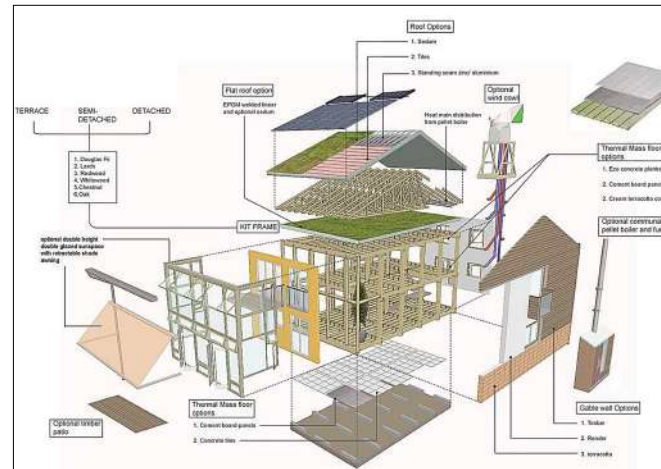 Roof Options
1. Sedum
2. Tiles
3. Standing seam zinc/ aluminium
Flat roof option
EPDM welded liner
and optional sedum
Heat main distribution
from pellet boiler
Optional
wind cowl
TERRACE
SEMI-
DETACHED
DETACHED
1. Douglas Fir
2. Larch
3. Redwood
4. Whitewood
5. Chestnut
6. Oak
Thermal Mass floor
options
1. Eco concrete planks
2. Cement board panels
3. Cream terracotta
KIT FRAME
Optional communal
pellet boiler and
optional double height
double glazed sunspace
with retractable shade
awning
Thermal Mass floor
options
1. Cement board panels
2. Concrete tiles
Optional timber
patio
Gable wall Options
1. Timber
2. Render
3. terracotta